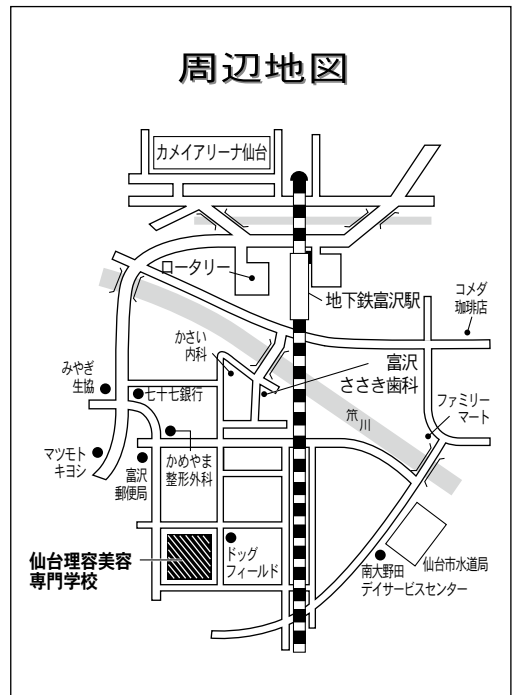 周辺地図
カメイアリーナ仙台
ロータリー
地下鉄富沢駅
コメダ
珈琲店
かさい
内科
富沢
ささき歯科
みやぎ
生協
七十七銀行
ファミリー
マート
笊川
マツモト
キヨシ
富沢
郵便局
かめやま
整形外科
仙台理容美容
専門学校
ドッグ
フィールド
仙台市水道局
南大野田
デイサービスセンター